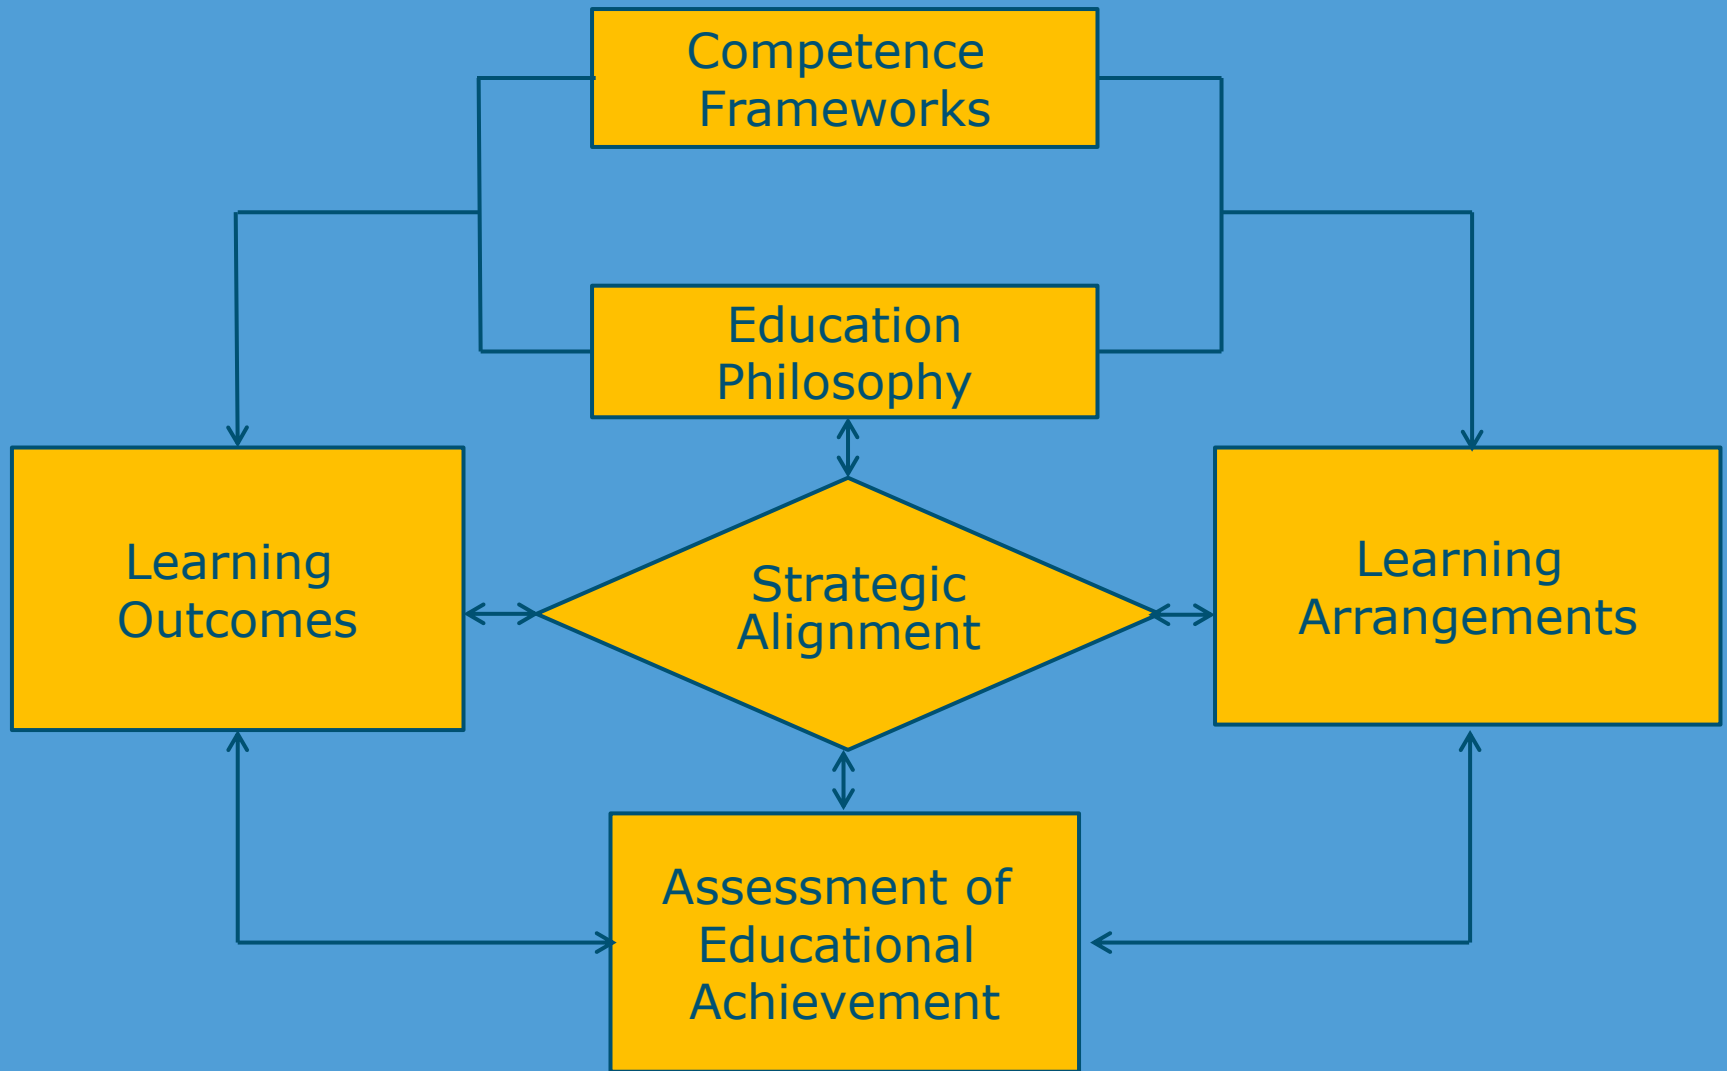 Competence
Frameworks
Education
Philosophy
Learning
Outcomes
Strategic
Alignment
Learning
Arrangements
Assessment of
Educational
Achievement